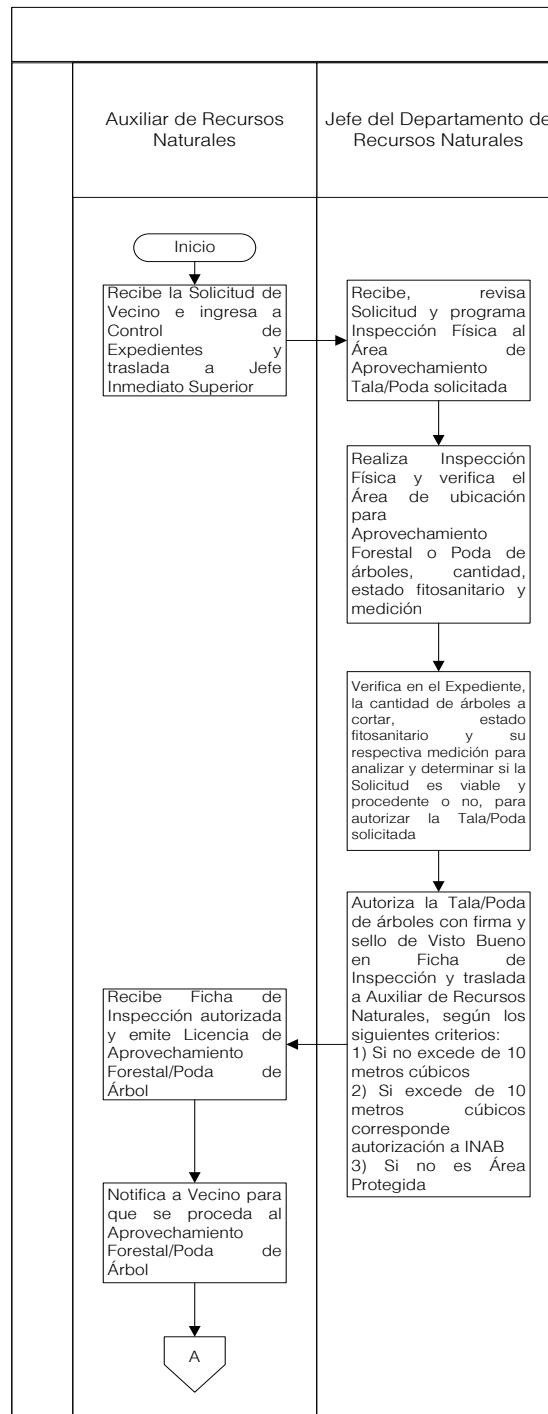 Auxiliar de Recursos
Naturales
Jefe del Departamento de
Recursos Naturales
Inicio
Recibe la Solicitud de
Vecino e ingresa a
Control de
Expedientes y
traslada a Jefe
Inmediato Superior
Recibe, revisa
Solicitud y programa
Inspección Física al
Área de
Aprovechamiento
Tala/Poda solicitada
Realiza Inspección
Física y verifica el
Área de ubicación
para
Aprovechamiento
Forestal o Poda de
árboles, cantidad,
estado fitosanitario y
medición
Verifica en el Expediente,
la cantidad de árboles a
cortar, estado
fitosanitario y su
respectiva medición para
analizar y determinar si la
Solicitud es viable y
procedente o no, para
autorizar la Tala/Poda
solicitada
Autoriza la Tala/Poda
de árboles con firma y
sello de Visto Bueno
en Ficha de
Inspección y traslada
a Auxiliar de Recursos
Naturales, según los
siguientes criterios:
1) Si no excede de 10
metros cúbicos
2) Si excede de 10
metros cúbicos
corresponde
autorización a INAB
3) Si no es Área
Protegida
Recibe Ficha de
Inspección autorizada
y emite Licencia de
Aprovechamiento
Forestal/Poda de
Árbol
Notifica a Vecino para
que se proceda al
Aprovechamiento
Forestal/Poda de
Árbol
A